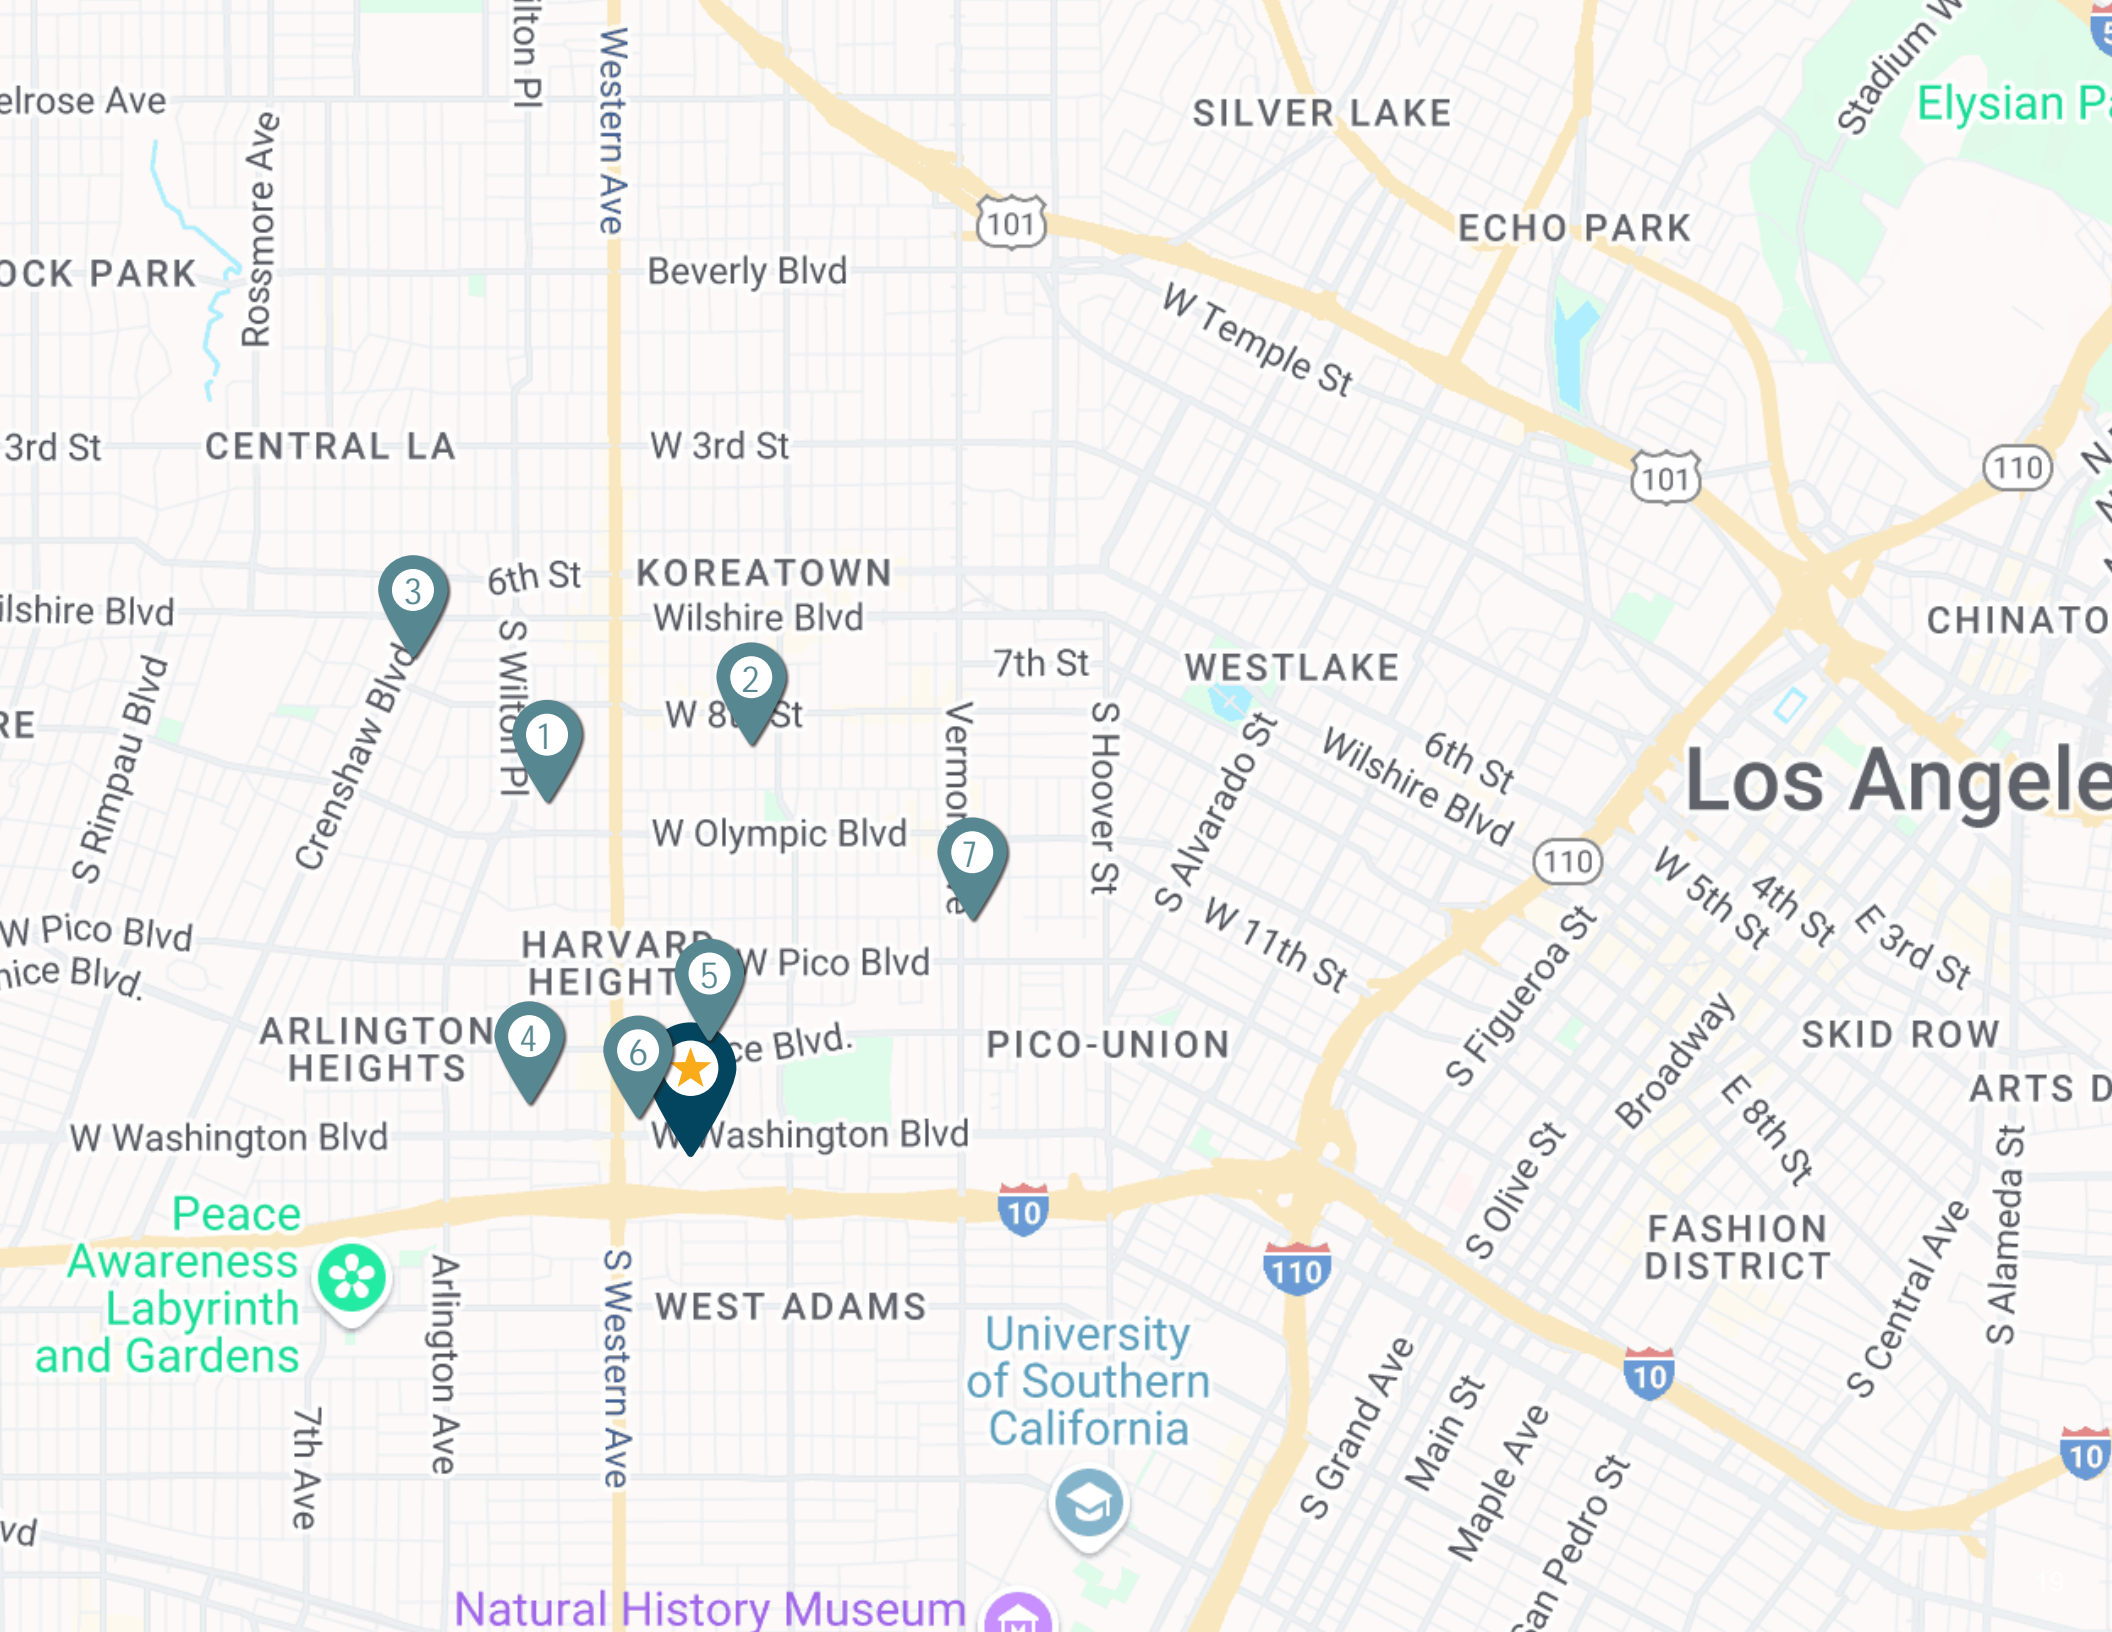 ilton Pl
Western Ave
elrose Ave
Rossmore Ave
SILVER LAKE
Stadium W
5
Elysian Pa
101
ECHO PARK
OCK PARK
Beverly Blvd
W Temple St
3rd St
CENTRAL LA
W 3rd St
101
110
N
3
6th St
KOREATOWN
ilshire Blvd
Wilshire Blvd
CHINATO
S Wilton Pl
7th St
WESTLAKE
2
W 8th St
RE
1
S Rimpau Blvd
Crenshaw Blvd
Vermon
e
S Hoover St
S Alvarado St
6th St
Wilshire Blvd
Los Angele
W Olympic Blvd
7
110
W 5th St
4th St
E 3rd St
W 11th St
S Figueroa St
W Pico Blvd
nice Blvd.
HARVARD
HEIGHT
5
W Pico Blvd
ARLINGTON
HEIGHTS
4
6
ce Blvd.
PICO-UNION
SKID ROW
Broadway
E 8th St
ARTS D
W Washington Blvd
W Washington Blvd
S Olive St
S Alameda St
Peace
Awareness
Labyrinth
and Gardens
10
110
FASHION
DISTRICT
S Central Ave
Arlington Ave
S Western Ave
WEST ADAMS
University
of Southern
California
S Grand Ave
Main St
Maple Ave
San Pedro St
10
10
7th Ave
vd
Natural History Museum
19